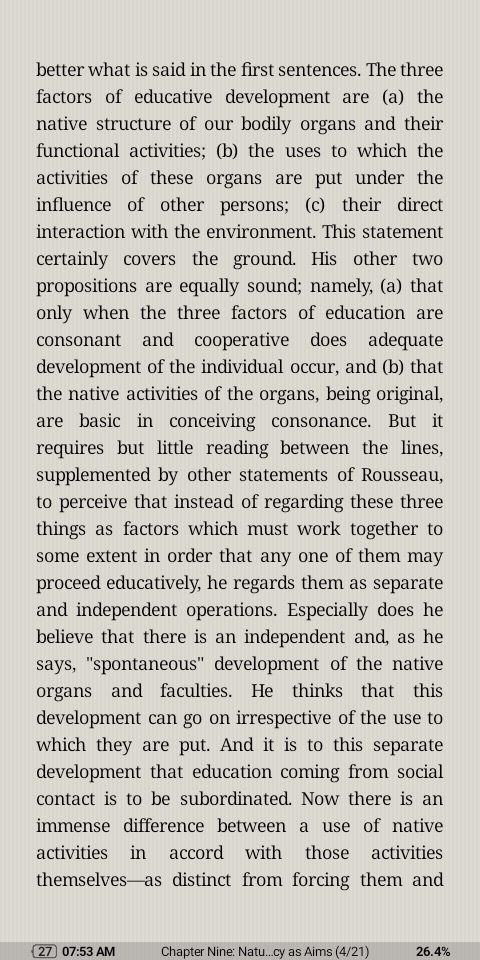 better what is said in the first sentences. The three
factors of educative development are (a) the
native structure of our bodily organs and their
functional activities; (b) the uses to which the
activities of these organs are put under the
influence of other persons; (c) their direct
interaction with the environment. This statement
certainly covers the ground. His other two
propositions are equally sound; namely, (a) that
only when the three factors of education are
consonant and cooperative does adequate
development of the individual occur, and (b) that
the native activities of the organs, being original,
are basic in conceiving consonance. But it
requires but little reading between the lines,
supplemented by other statements of Rousseau,
to perceive that instead of regarding these three
things as factors which must work together to
some extent in order that any one of them may
proceed educatively, he regards them as separate
and independent operations. Especially does he
believe that there is an independent and, as he
says, "spontaneous" development of the native
organs and faculties. He thinks that this
development can go on irrespective of the use to
which they are put. And it is to this separate
development that education coming from social
contact is to be subordinated. Now there is an
immense difference between a use of native
activities in accord with those activities
themselves—as distinct from forcing them and
27 07:53 AM Chapter Nine: Natu...cy as Aims (4/21) 26.4%